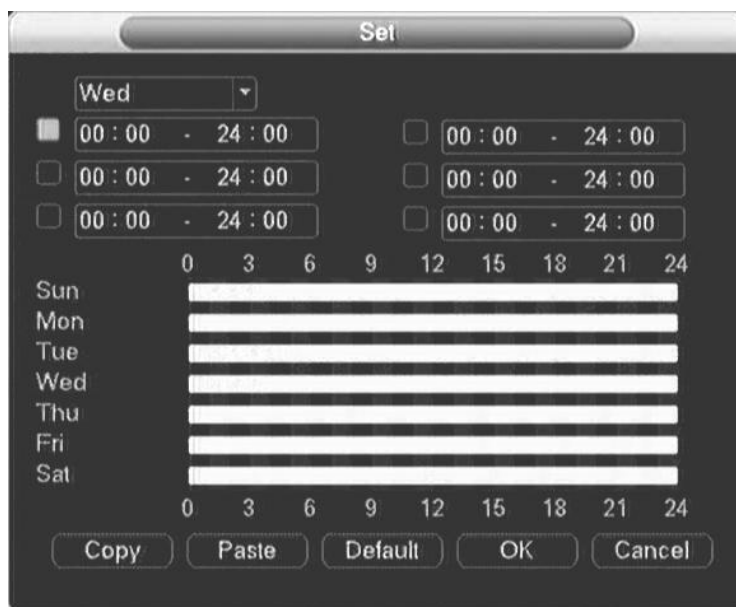 Set
Wed
00 : 00 - 24 : 00 00 : 00 - 24 : 00
00 : 00 - 24 : 00 00 : 00 - 24 : 00
00 : 00 - 24 : 00 00 : 00 - 24 : 00
0 3 6 9 12 15 18 21 24
Sun
Mon
Tue
Wed
Thu
Fri
Sat
0 3 6 9 12 15 18 21 24
Copy Paste Default OK Cancel